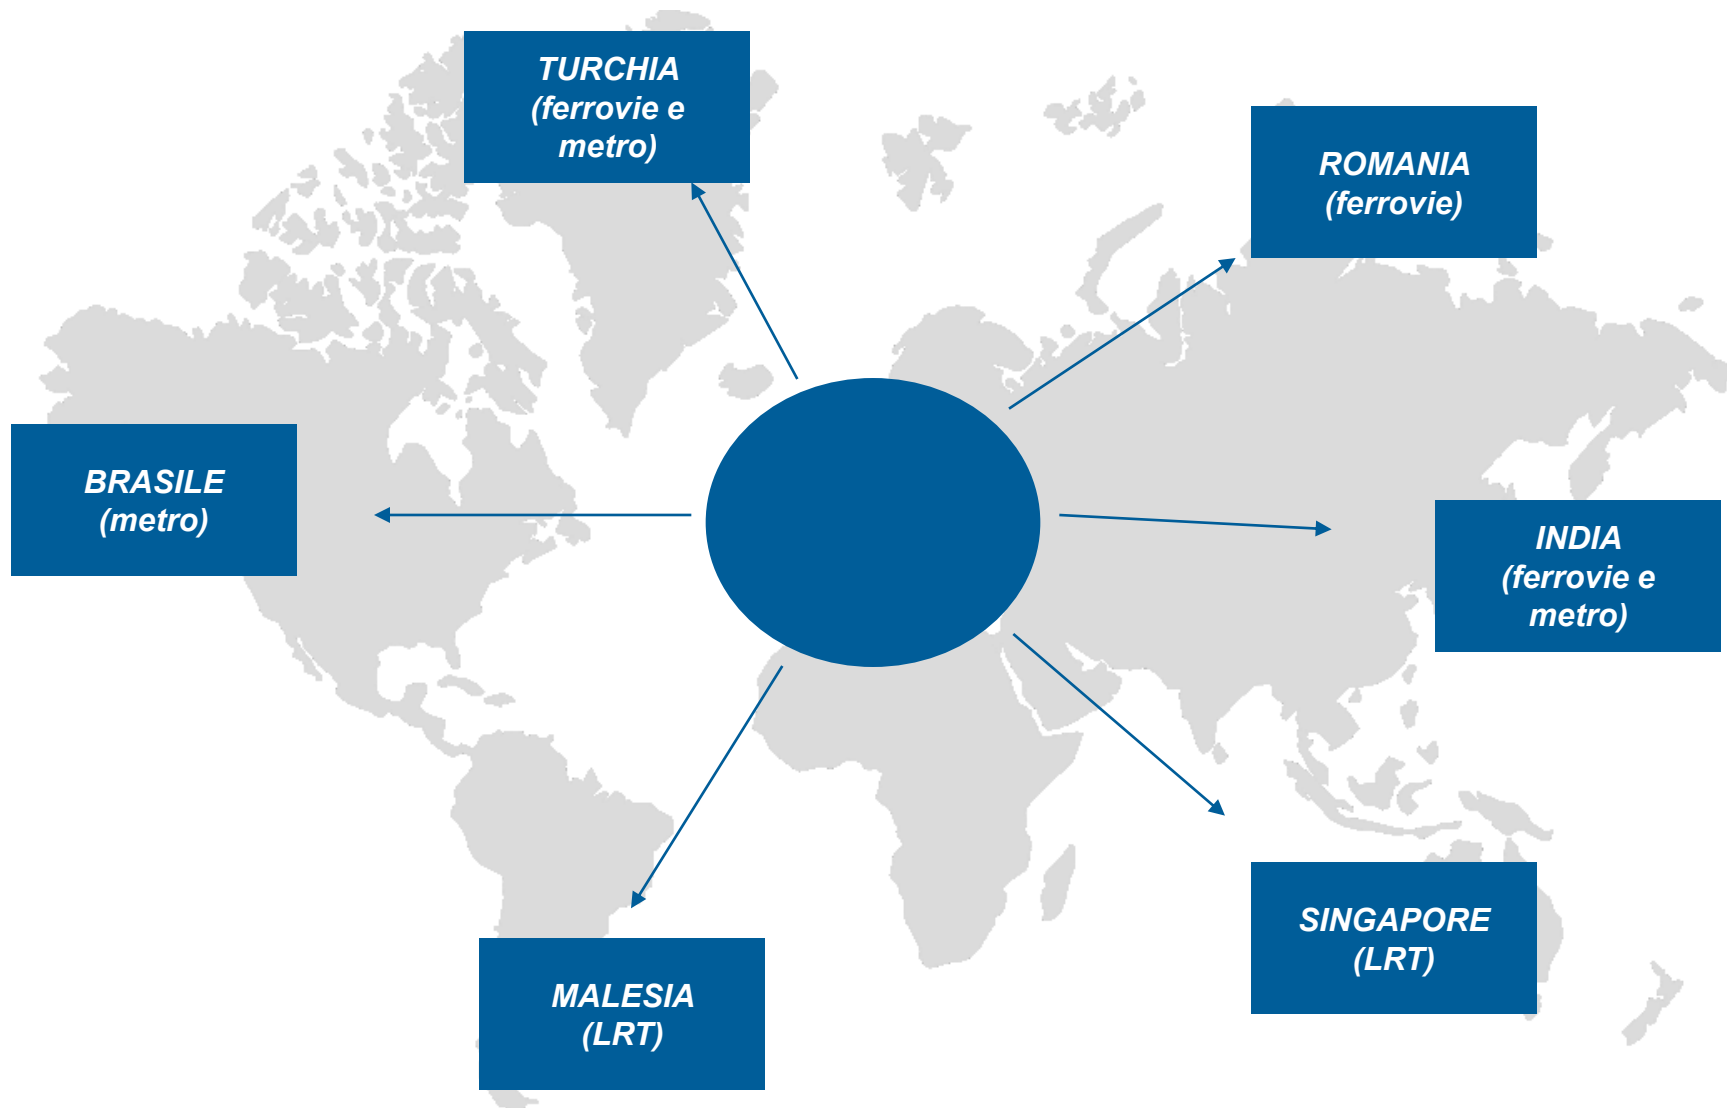 TURCHIA
(ferrovie e
metro)
ROMANIA
(ferrovie)
BRASILE
(metro)
INDIA
(ferrovie e
metro)
SINGAPORE
(LRT)
MALESIA
(LRT)